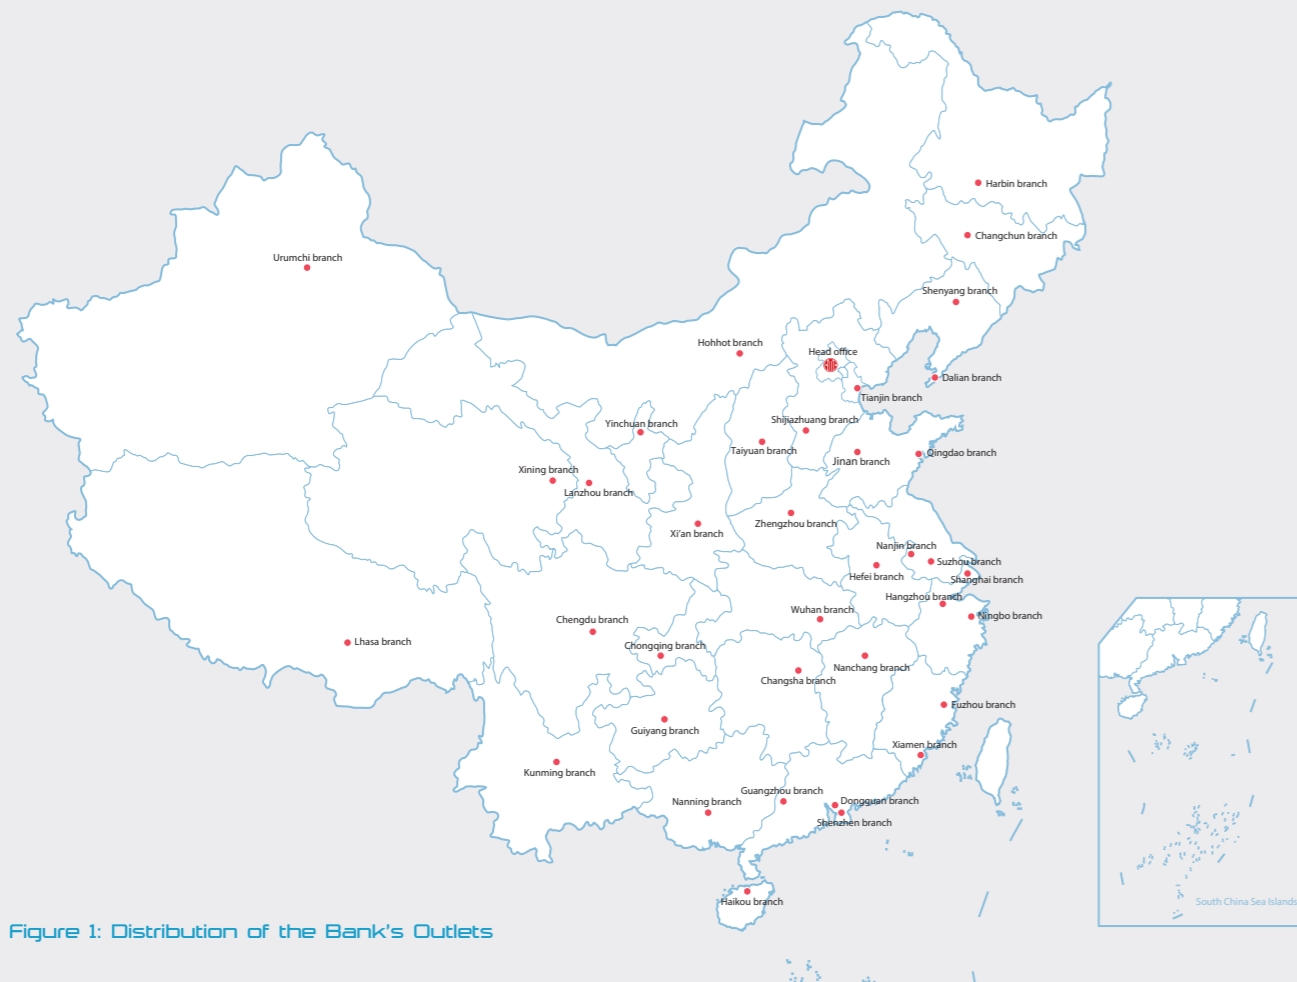 Harbin branch
Changchun branch
Urumchi branch
Shenyang branch
Hohhot branch
Head office
Dalian branch
Tianjin branch
Shijiazhuang branch
Yinchuan branch
Taiyuan branch
Jinan branch
Qingdao branch
Xining branch
Lanzhou branch
Zhengzhou branch
Xi'an branch
Nanjin branch
Suzhou branch
Hefei branch
Shanghai branch
Hangzhou branch
Wuhan branch
Ningbo branch
Chengdu branch
Lhasa branch
Chongqing branch
Nanchang branch
Changsha branch
Fuzhou branch
Guiyang branch
Xiamen branch
Kunming branch
Guangzhou branch
Nanning branch
Dongguan branch
Shenzhen branch
Haikou branch
South China Sea Islands
Figure 1: Distribution of the Bank's Outlets